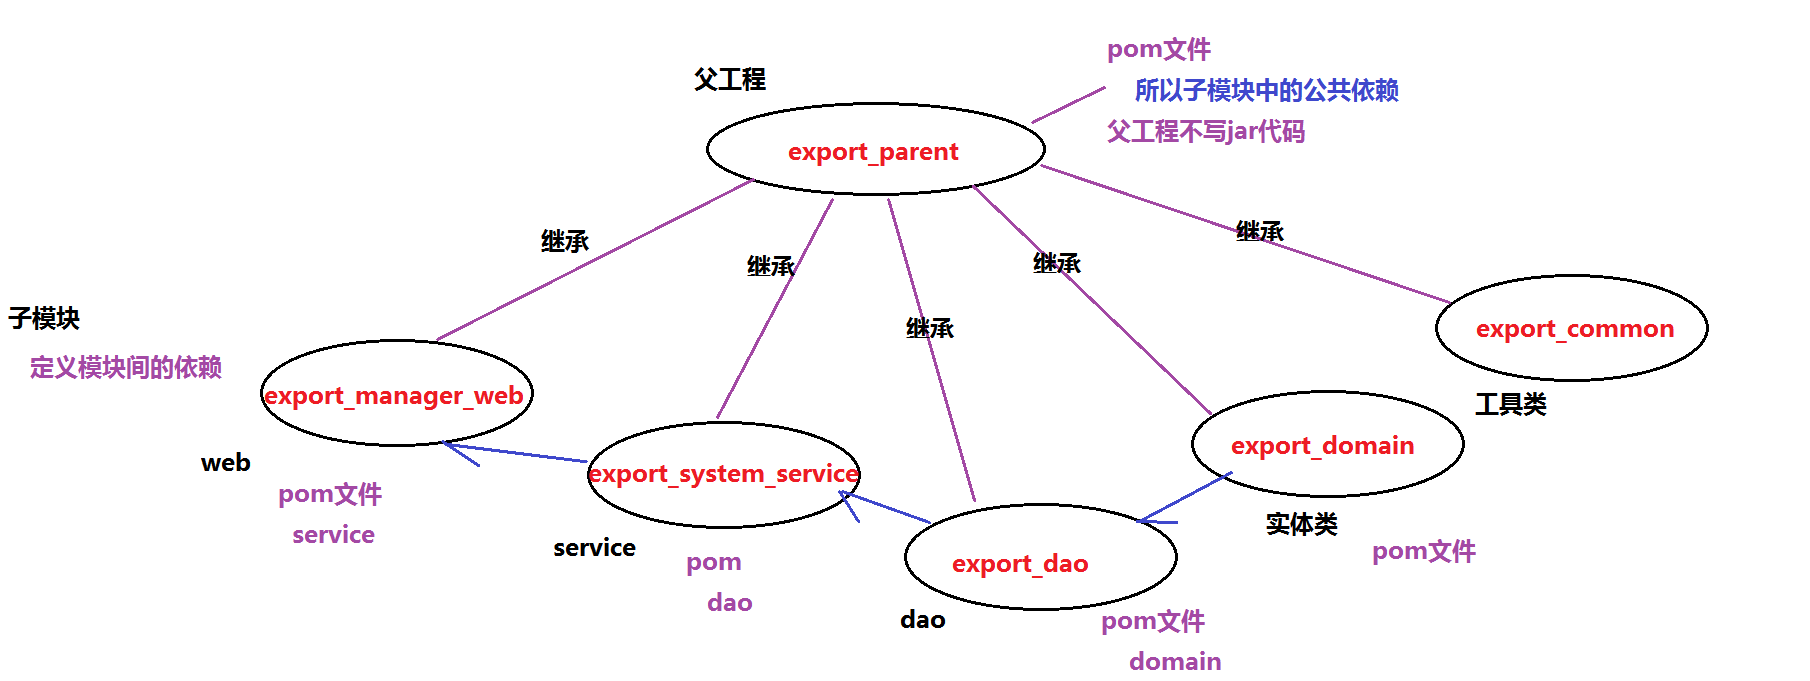 父工程
pom文件
所以子模块中的公共依赖
父工程不写jar代码
export_parent
继承
继承
继承
继承
继承
子模块
定义模块间的依赖
export_manager_web
web
pom文件
service
export_system_service
service
pom
dao
export_dao
dao
pom文件
domain
export_domain
实体类
pom文件
export_common
工具类